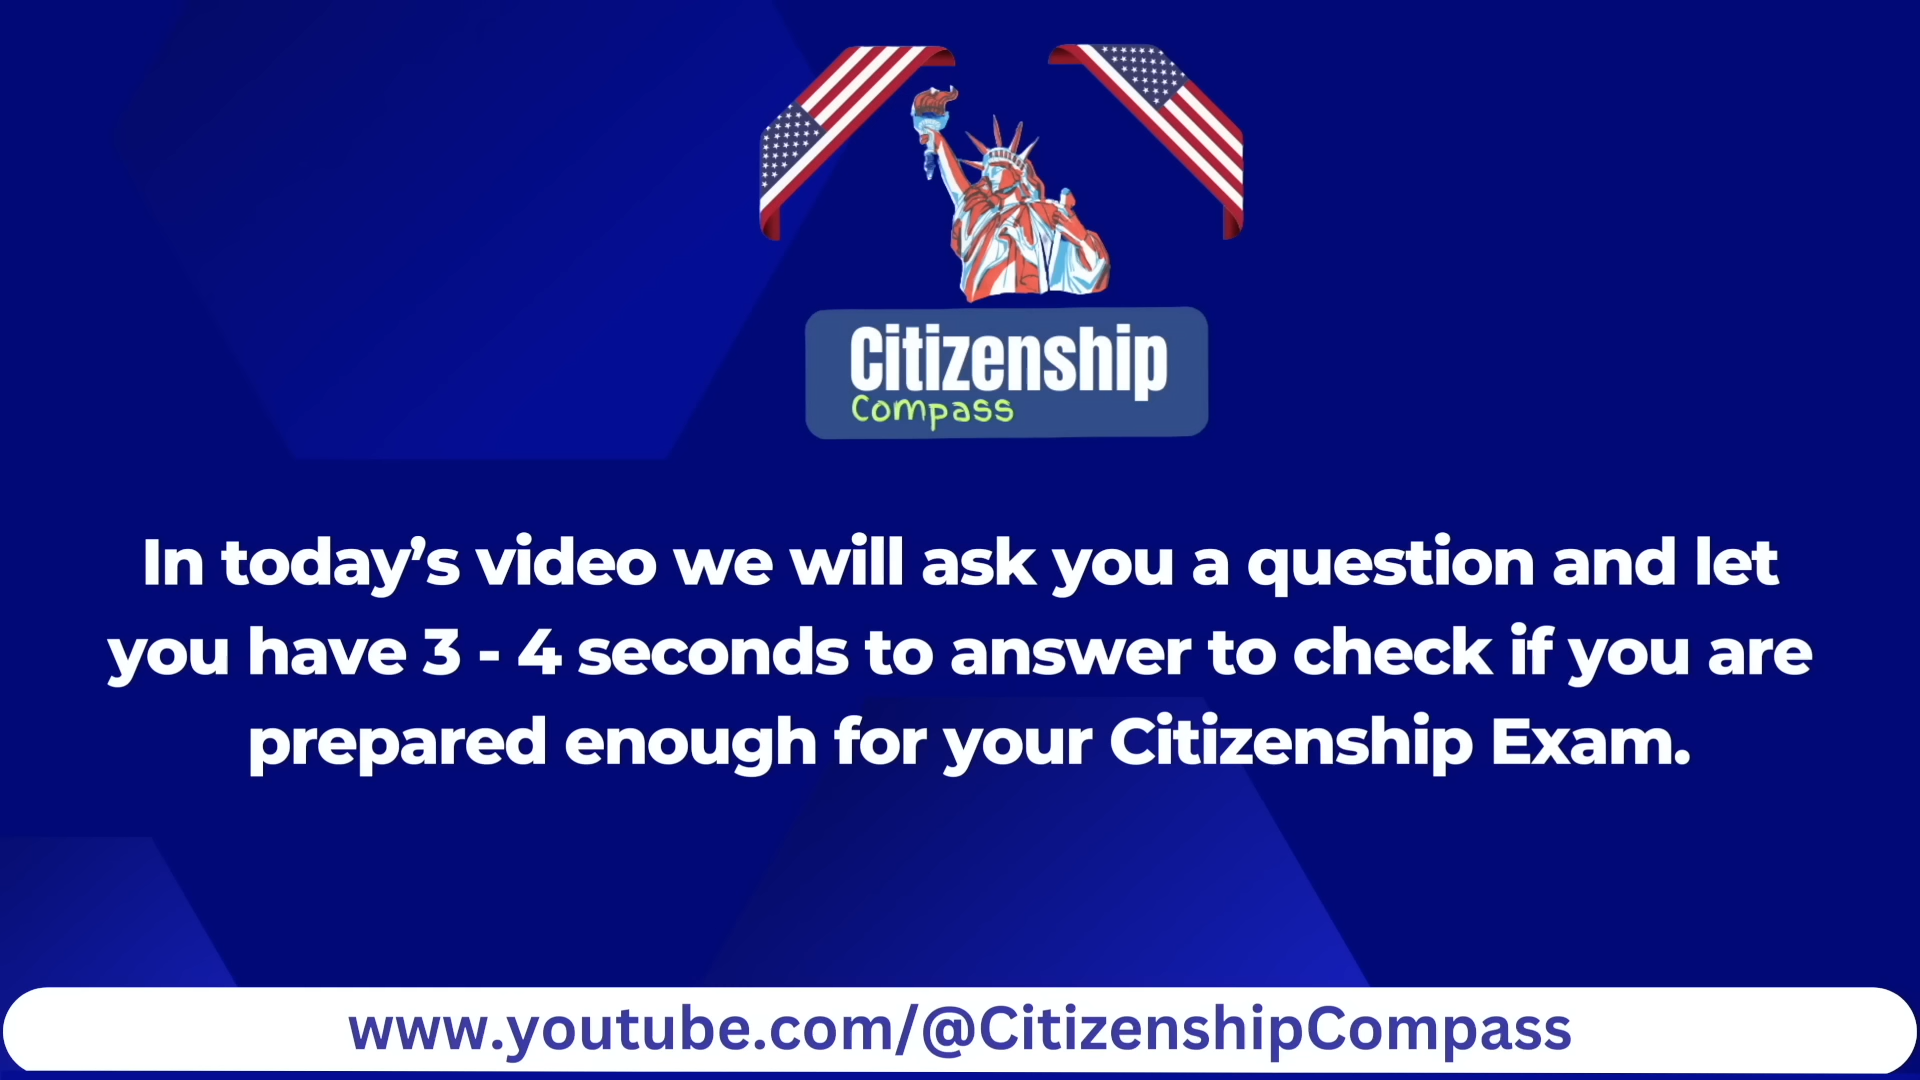 Citizenship
Compass
In today’s video we will ask you a question and let
you have 3 - 4 seconds to answer to check if you are
prepared enough for your Citizenship Exam.
www.youtube.com/@CitizenshipCompass